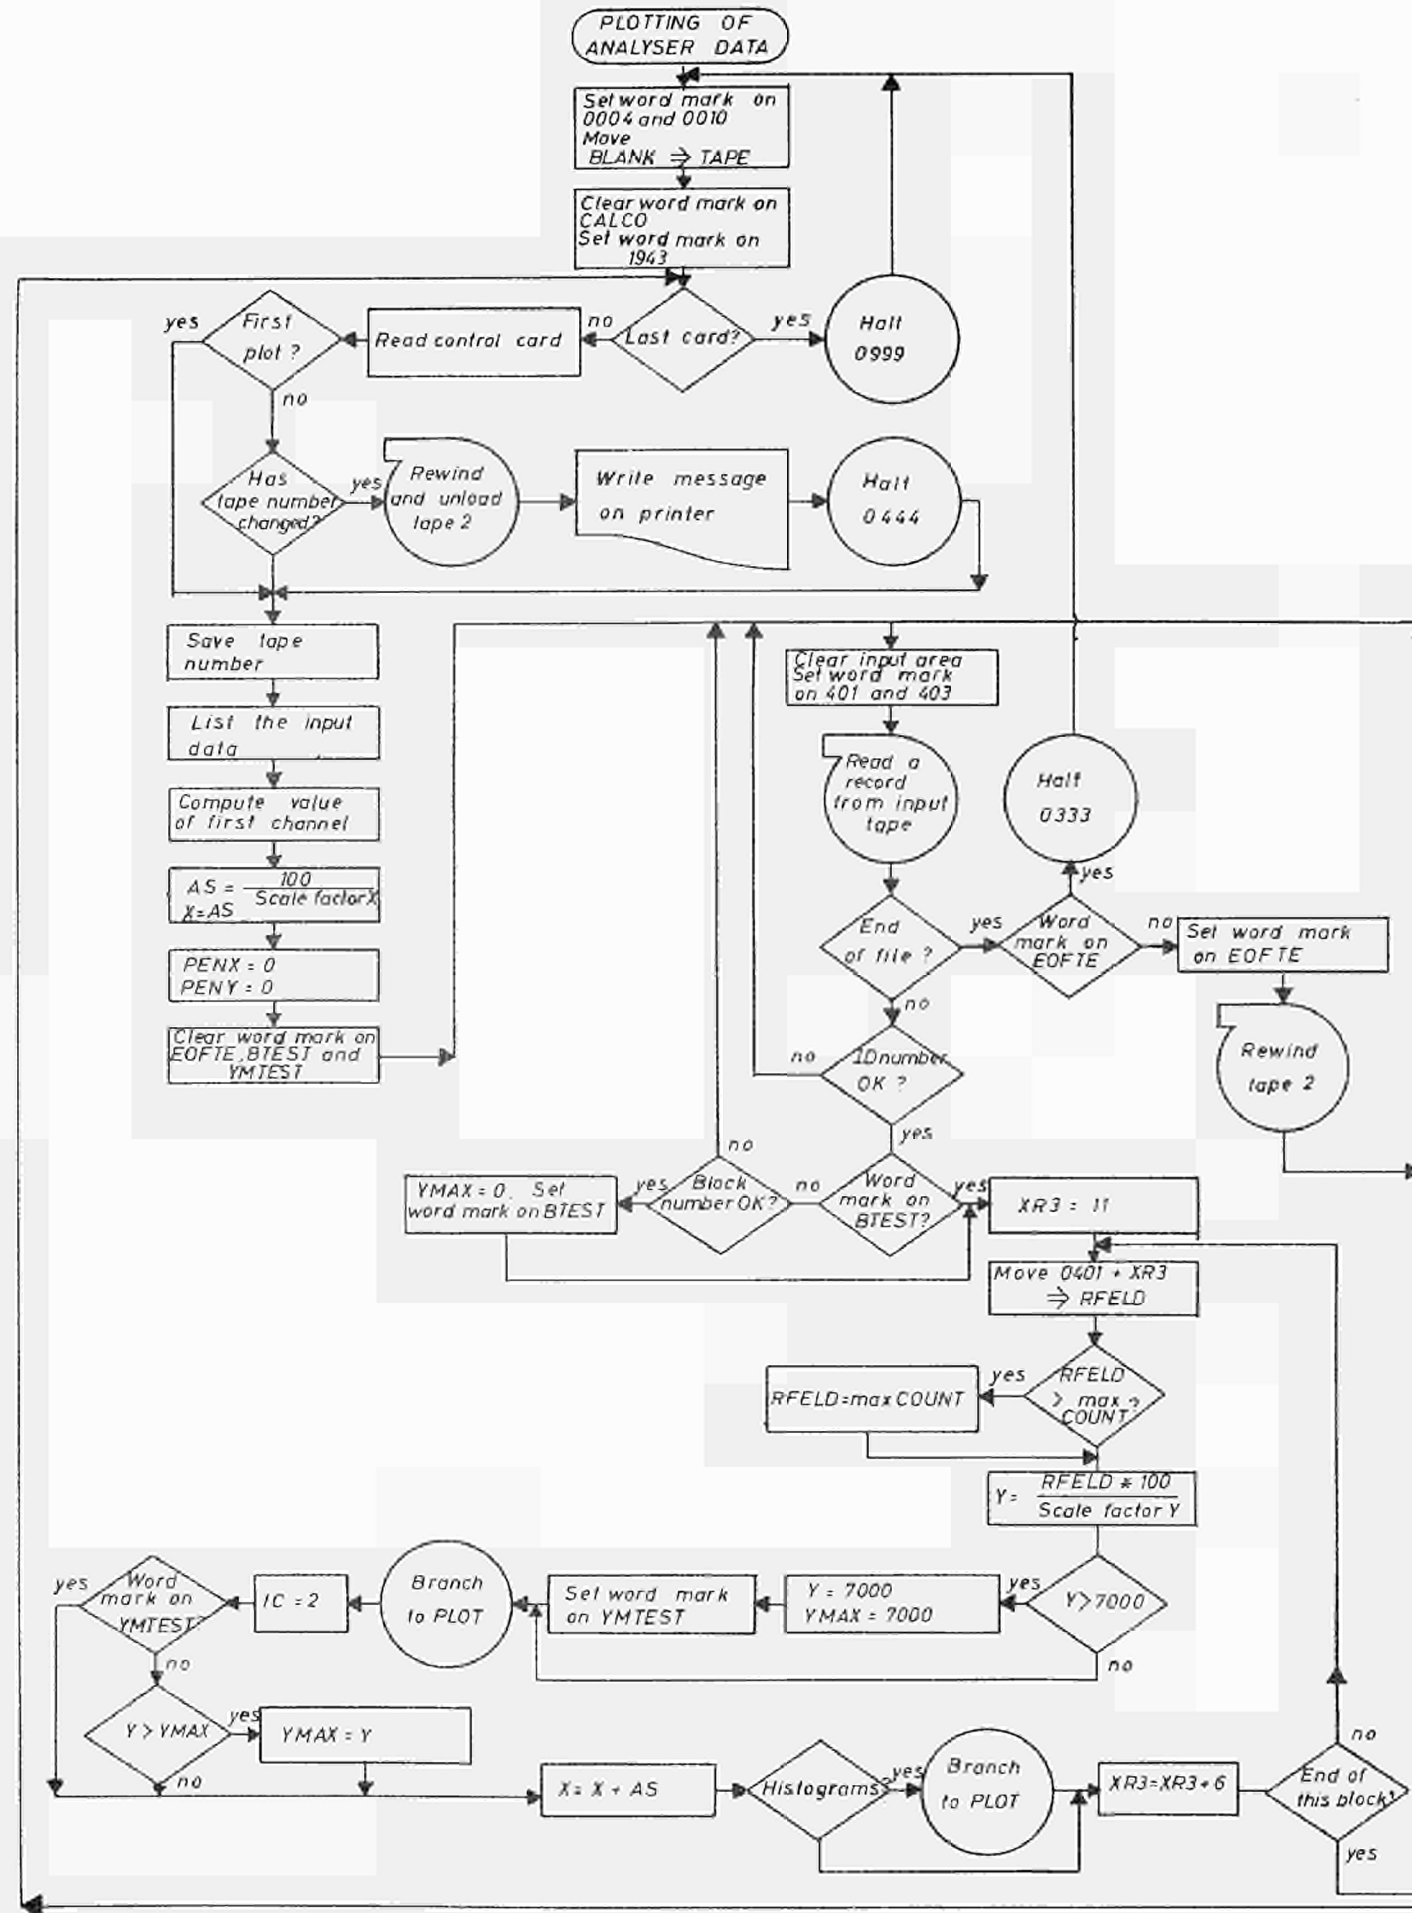 PLOTTING OF
ANALYSER DATA
Set word mark on
0004 and 0010
Move
BLANK ⇒ TAPE
Clear word mark on
CALCO
Set word mark on
1943
Last card?
yes
Halt
0999
no
Read control card
First
plot ?
yes
no
Has
tape number
changed?
yes
Rewind
and unload
tape 2
Write message
on printer
Halt
0444
Save tape
number
List the input
data
Compute value
of first channel
AS = 100
Scale factor X
X=AS
PENX = 0
PENY = 0
Clear word mark on
EOFTE, BTEST and
YMTEST
Clear input area
Set word mark
on 401 and 403
Read a
record
from input
tape
Halt
0333
yes
End
of file ?
yes
Word
mark on
EOFTE
no
Set word mark
on EOFTE
Rewind
tape 2
no
ID number
OK ?
no
yes
Word
mark on
BTEST?
no
Block
number OK?
no
yes
YMAX = 0. Set
word mark on BTEST
yes
XR3 = 11
Move 0401 + XR3
⇒ RFELD
RFELD
> max ?
COUNT
yes
RFELD=max COUNT
Y= RFELD * 100
Scale factor Y
Y>7000
yes
no
Y = 7000
YMAX = 7000
Set word mark
on YMTEST
Branch
to PLOT
IC = 2
Word
mark on
YMTEST?
yes
no
Y > YMAX
yes
no
YMAX = Y
X = X + AS
Histograms?
yes
Branch
to PLOT
XR3=XR3+6
End of
this block?
no
yes